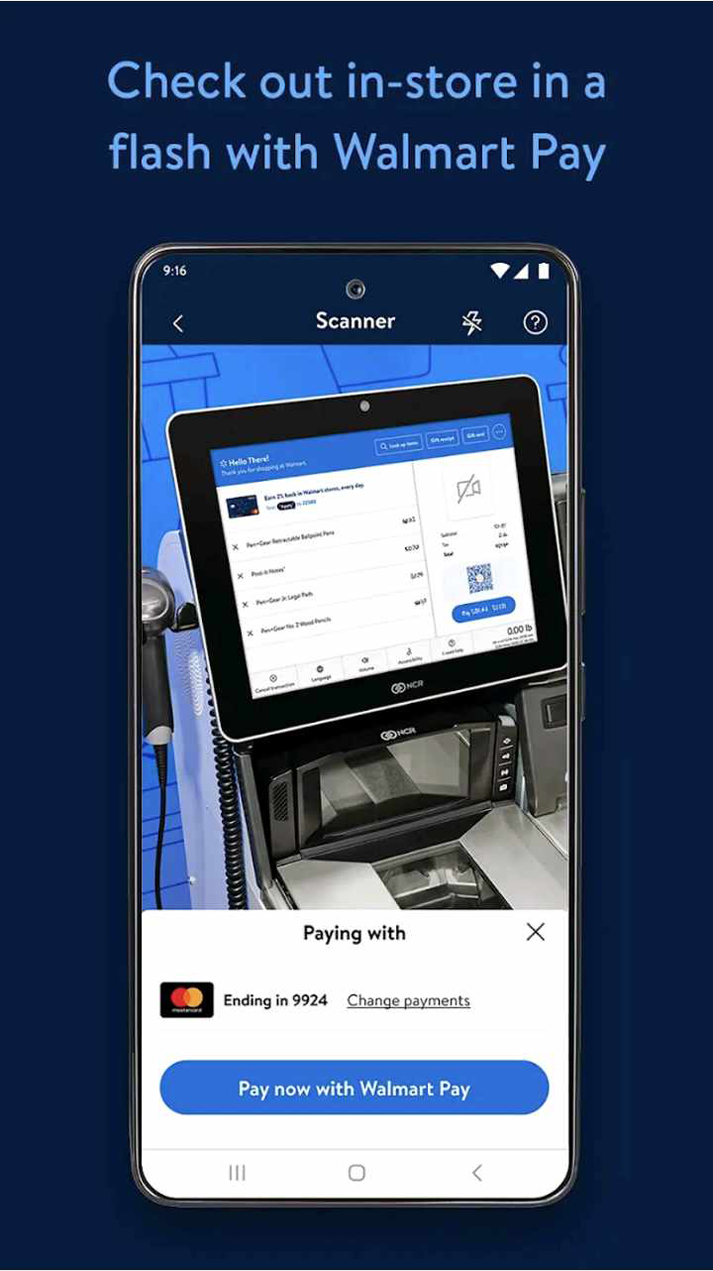 Check out in-store in a
flash with Walmart Pay
9:16
Scanner
Hello There!
Thank you for shopping at Walmart.
Look up items
Gift receipt
Gift card
Earn 2% back in Walmart stores, every day.
Pen+Gear Retractable Ballpoint Pens
Post-it Notes
Pen+Gear Jr. Legal Pads
Pen+Gear No. 2 Wood Pencils
Subtotal
Tax
Total
0.00 lb
Cancel transaction
Language
Volume
Accessibility
I need help
NCR
NCR
Paying with
mastercard
Ending in 9924 Change payments
Pay now with Walmart Pay